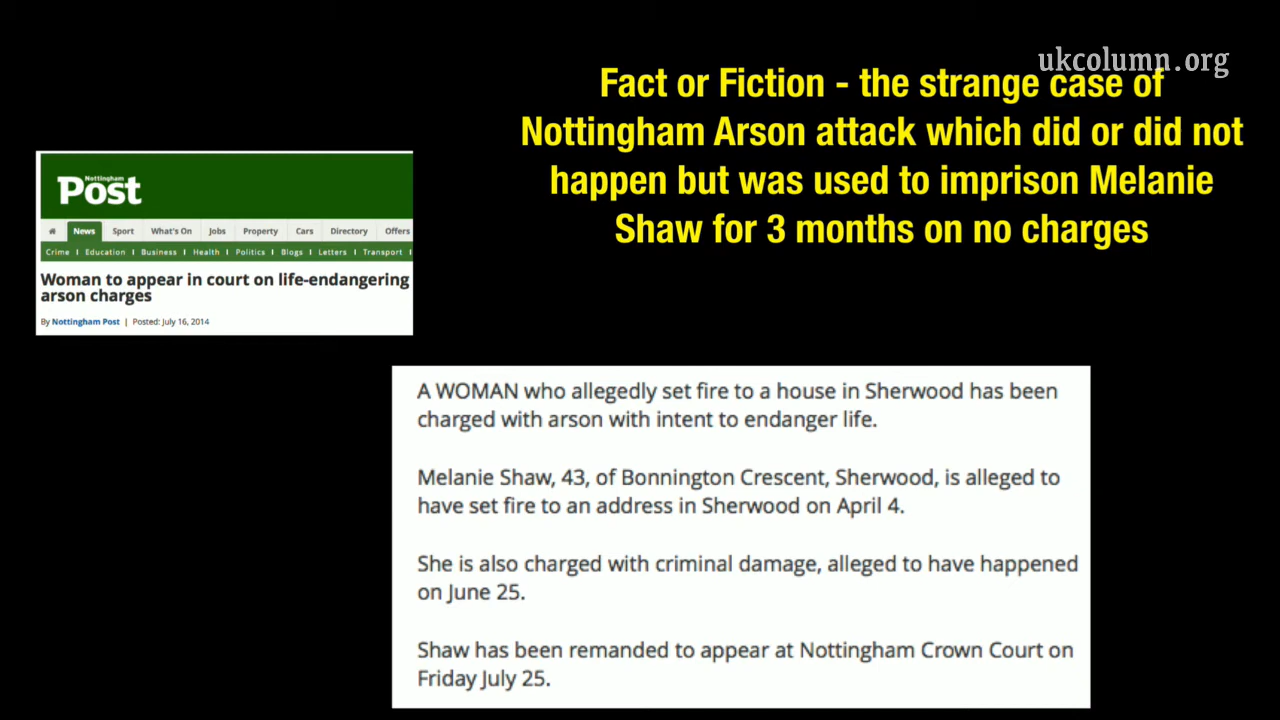 ukcolumn.org
Fact or Fiction - the strange case of
Nottingham Arson attack which did or did not
happen but was used to imprison Melanie
Shaw for 3 months on no charges
Nottingham
Post
News Sport What's On Jobs Property Cars Directory Offers
Crime | Education | Business | Health | Politics | Blogs | Letters | Transport |
Woman to appear in court on life-endangering
arson charges
By Nottingham Post | Posted: July 16, 2014
A WOMAN who allegedly set fire to a house in Sherwood has been
charged with arson with intent to endanger life.
Melanie Shaw, 43, of Bonnington Crescent, Sherwood, is alleged to
have set fire to an address in Sherwood on April 4.
She is also charged with criminal damage, alleged to have happened
on June 25.
Shaw has been remanded to appear at Nottingham Crown Court on
Friday July 25.